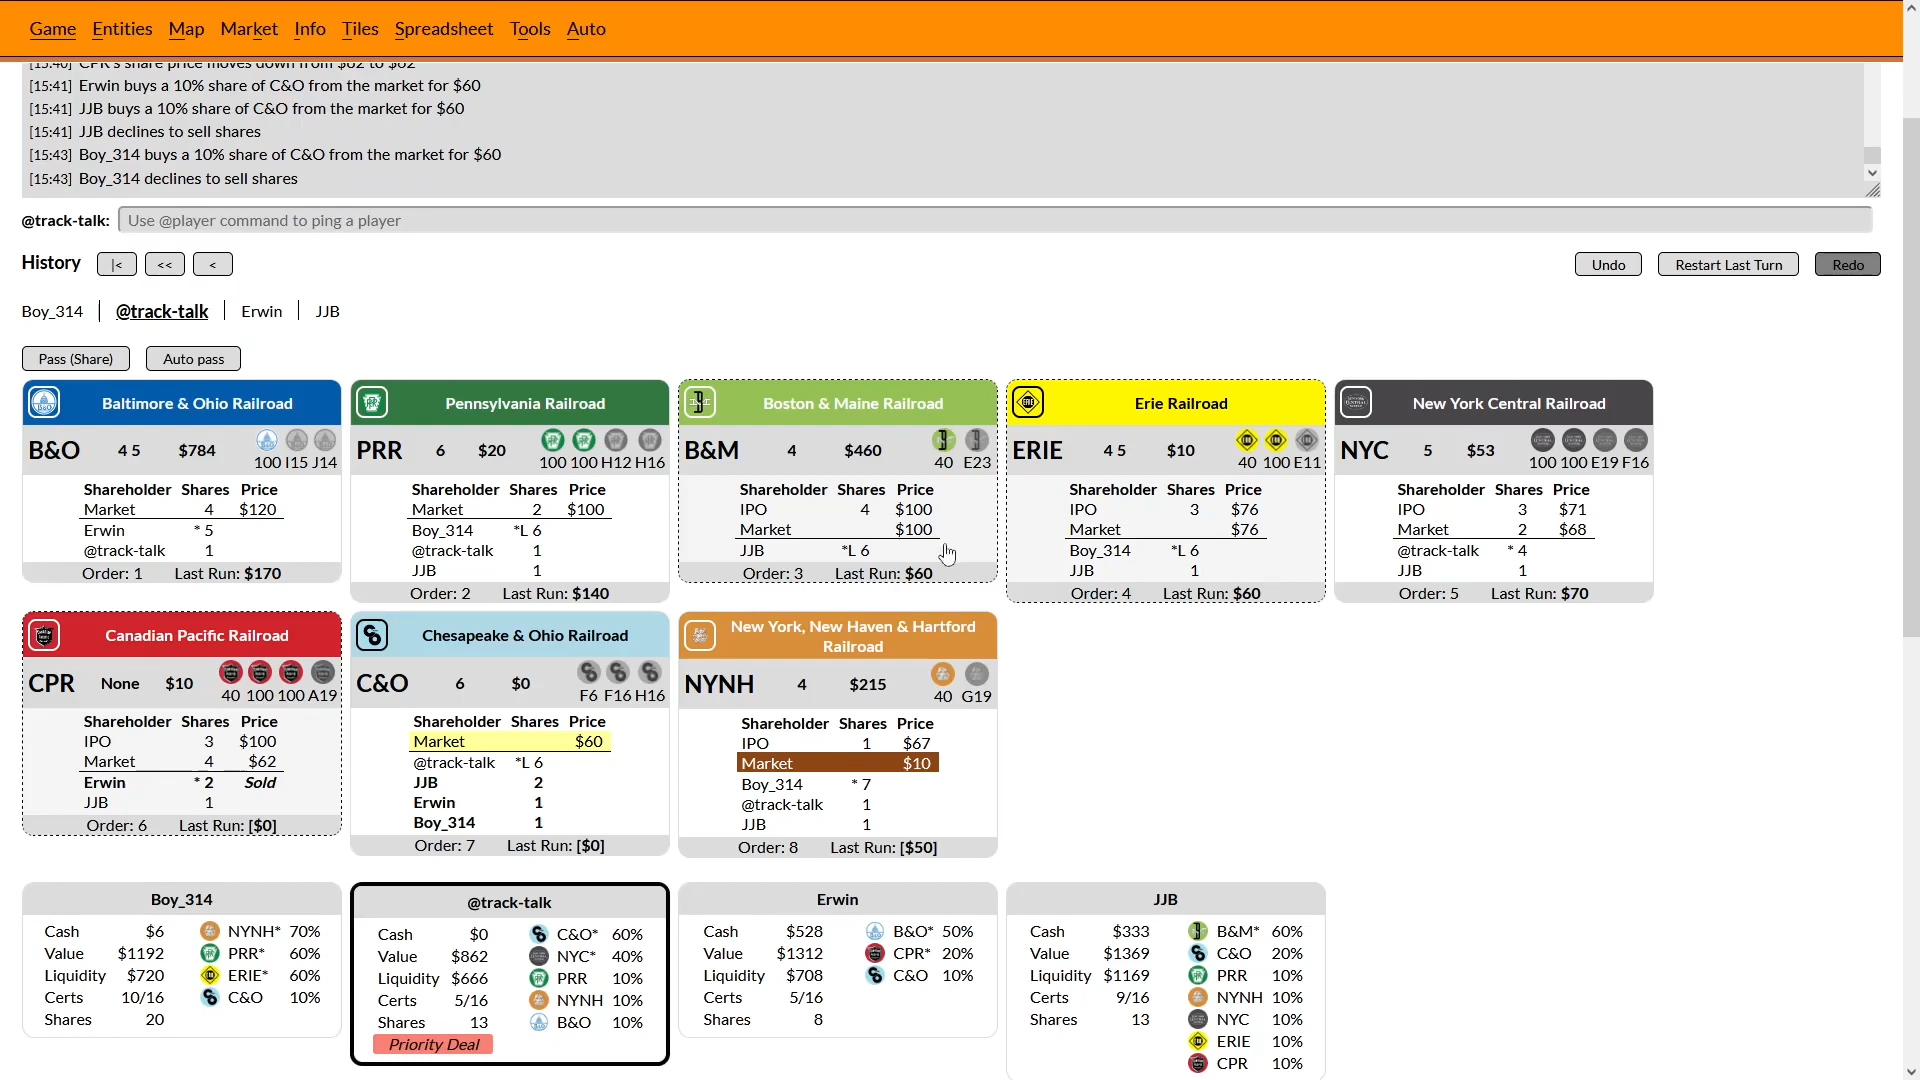 Game Entities Map Market Info Tiles Spreadsheet Tools Auto
[15:40] CPR's share price moves down from $82 to $62
[15:41] Erwin buys a 10% share of C&O from the market for $60
[15:41] JJB buys a 10% share of C&O from the market for $60
[15:41] JJB declines to sell shares
[15:43] Boy_314 buys a 10% share of C&O from the market for $60
[15:43] Boy_314 declines to sell shares
@track-talk: Use @player command to ping a player
History |< << < Undo Restart Last Turn Redo
Boy_314 @track-talk Erwin JJB
Pass (Share) Auto pass
Baltimore & Ohio Railroad
B&O 4 5 $784 100 I15 J14
Shareholder Shares Price
Market 4 $120
Erwin * 5
@track-talk 1
Order: 1 Last Run: $170
Pennsylvania Railroad
PRR 6 $20 100 100 H12 H16
Shareholder Shares Price
Market 2 $100
Boy_314 *L 6
@track-talk 1
JJB 1
Order: 2 Last Run: $140
Boston & Maine Railroad
B&M 4 $460 40 E23
Shareholder Shares Price
IPO 4 $100
Market $100
JJB *L 6
Order: 3 Last Run: $60
Erie Railroad
ERIE 4 5 $10 40 100 E11
Shareholder Shares Price
IPO 3 $76
Market $76
Boy_314 *L 6
JJB 1
Order: 4 Last Run: $60
New York Central Railroad
NYC 5 $53 100 100 E19 F16
Shareholder Shares Price
IPO 3 $71
Market 2 $68
@track-talk * 4
JJB 1
Order: 5 Last Run: $70
Canadian Pacific Railroad
CPR None $10 40 100 100 A19
Shareholder Shares Price
IPO 3 $100
Market 4 $62
Erwin * 2 Sold
JJB 1
Order: 6 Last Run: [$0]
Chesapeake & Ohio Railroad
C&O 6 $0 F6 F16 H16
Shareholder Shares Price
Market $60
@track-talk *L 6
JJB 2
Erwin 1
Boy_314 1
Order: 7 Last Run: [$0]
New York, New Haven & Hartford
Railroad
NYNH 4 $215 40 G19
Shareholder Shares Price
IPO 1 $67
Market $10
Boy_314 * 7
@track-talk 1
JJB 1
Order: 8 Last Run: [$50]
Boy_314
Cash $6 NYNH* 70%
Value $1192 PRR* 60%
Liquidity $720 ERIE* 60%
Certs 10/16 C&O 10%
Shares 20
@track-talk
Cash $0 C&O* 60%
Value $862 NYC* 40%
Liquidity $666 PRR 10%
Certs 5/16 NYNH 10%
Shares 13 B&O 10%
Priority Deal
Erwin
Cash $528 B&O* 50%
Value $1312 CPR* 20%
Liquidity $708 C&O 10%
Certs 5/16
Shares 8
JJB
Cash $333 B&M* 60%
Value $1369 C&O 20%
Liquidity $1169 PRR 10%
Certs 9/16 NYNH 10%
Shares 13 NYC 10%
ERIE 10%
CPR 10%